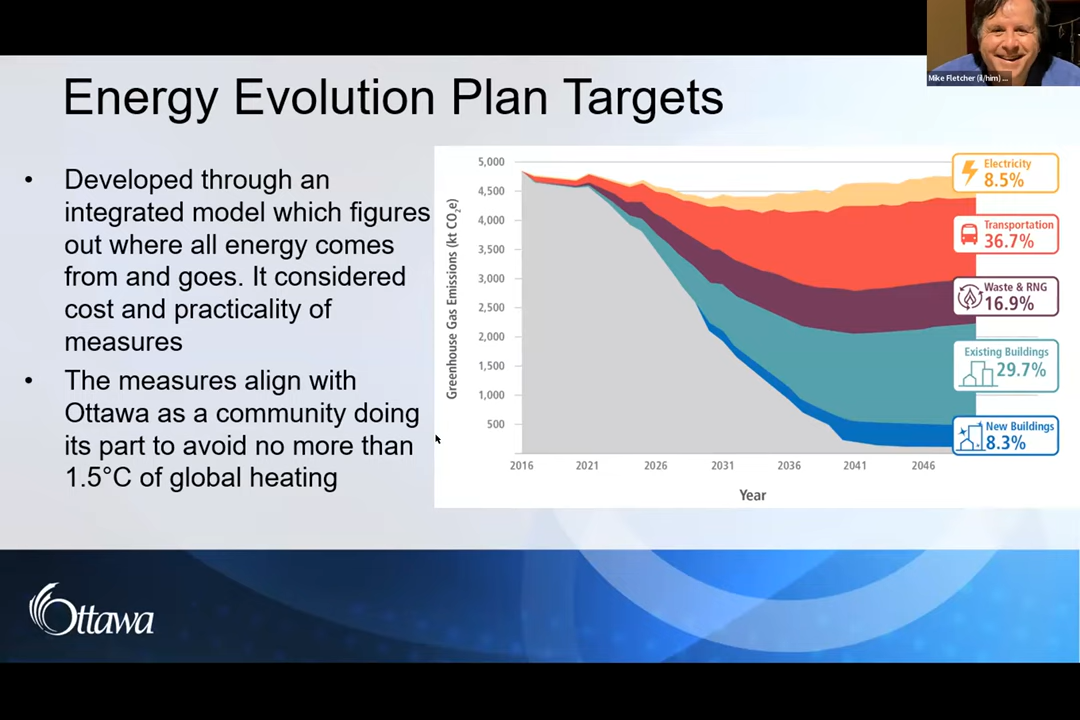 Mike Fletcher (il/him) ...
Energy Evolution Plan Targets
• Developed through an
integrated model which figures
out where all energy comes
from and goes. It considered
cost and practicality of
measures
• The measures align with
Ottawa as a community doing
its part to avoid no more than
1.5°C of global heating
Greenhouse Gas Emissions (kt CO₂e)
5,000
4,500
4,000
3,500
3,000
2,500
2,000
1,500
1,000
500
2016 2021 2026 2031 2036 2041 2046
Year
Electricity
8.5%
Transportation
36.7%
Waste & RNG
16.9%
Existing Buildings
29.7%
New Buildings
8.3%
Ottawa